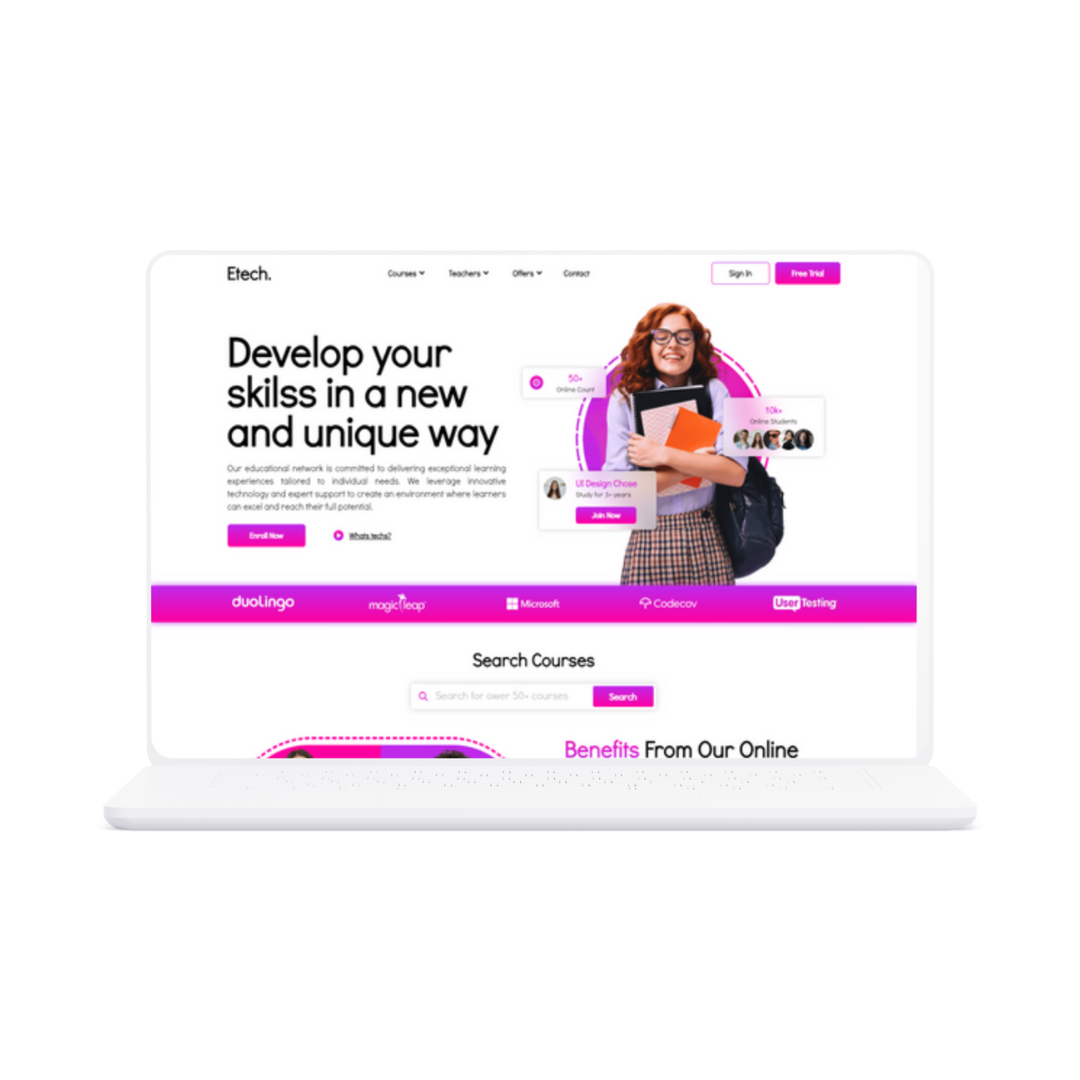 Etech.
Courses
Teachers
Offers
Contact
Sign In
Free Trial
Develop your
skilss in a new
and unique way
Our educational network is committed to delivering exceptional learning
experiences tailored to individual needs. We leverage innovative
technology and expert support to create an environment where learners
can excel and reach their full potential.
Enroll Now
Whats techs?
50+
Online Count
10k+
Online Students
UI Design Chose
Study for 3+ years
Join Now
duolingo
magic leap
Microsoft
Codecov
UserTesting
Search Courses
Search for ower 50+ courses
Search
Benefits From Our Online